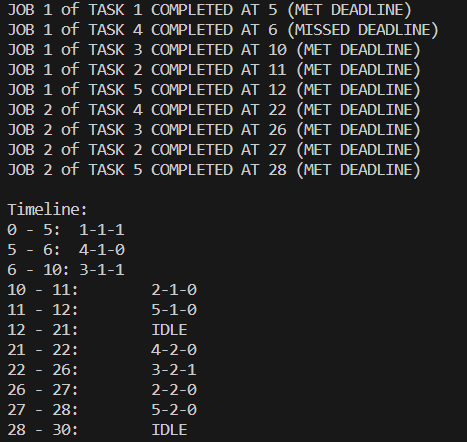 JOB 1 of TASK 1 COMPLETED AT 5 (MET DEADLINE)
JOB 1 of TASK 4 COMPLETED AT 6 (MISSED DEADLINE)
JOB 1 of TASK 3 COMPLETED AT 10 (MET DEADLINE)
JOB 1 of TASK 2 COMPLETED AT 11 (MET DEADLINE)
JOB 1 of TASK 5 COMPLETED AT 12 (MET DEADLINE)
JOB 2 of TASK 4 COMPLETED AT 22 (MET DEADLINE)
JOB 2 of TASK 3 COMPLETED AT 26 (MET DEADLINE)
JOB 2 of TASK 2 COMPLETED AT 27 (MET DEADLINE)
JOB 2 of TASK 5 COMPLETED AT 28 (MET DEADLINE)

Timeline:
0 - 5:  1-1-1
5 - 6:  4-1-0
6 - 10: 3-1-1
10 - 11:        2-1-0
11 - 12:        5-1-0
12 - 21:        IDLE
21 - 22:        4-2-0
22 - 26:        3-2-1
26 - 27:        2-2-0
27 - 28:        5-2-0
28 - 30:        IDLE